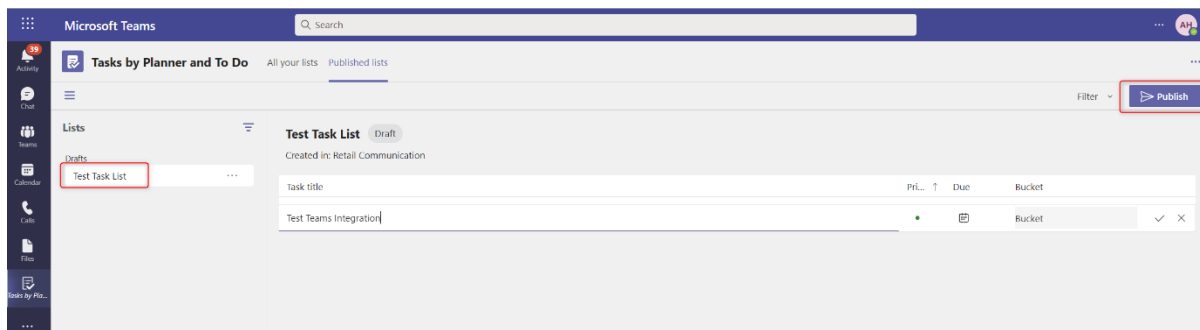 Microsoft Teams
Search
AH
39
Activity
Chat
Teams
Calendar
Calls
Files
Tasks by Pla...
Tasks by Planner and To Do
All your lists
Published lists
Filter
Publish
Lists
Drafts
Test Task List
Test Task List
Draft
Created in: Retail Communication
Task title
Pri...
Due
Bucket
Test Teams Integration
Bucket